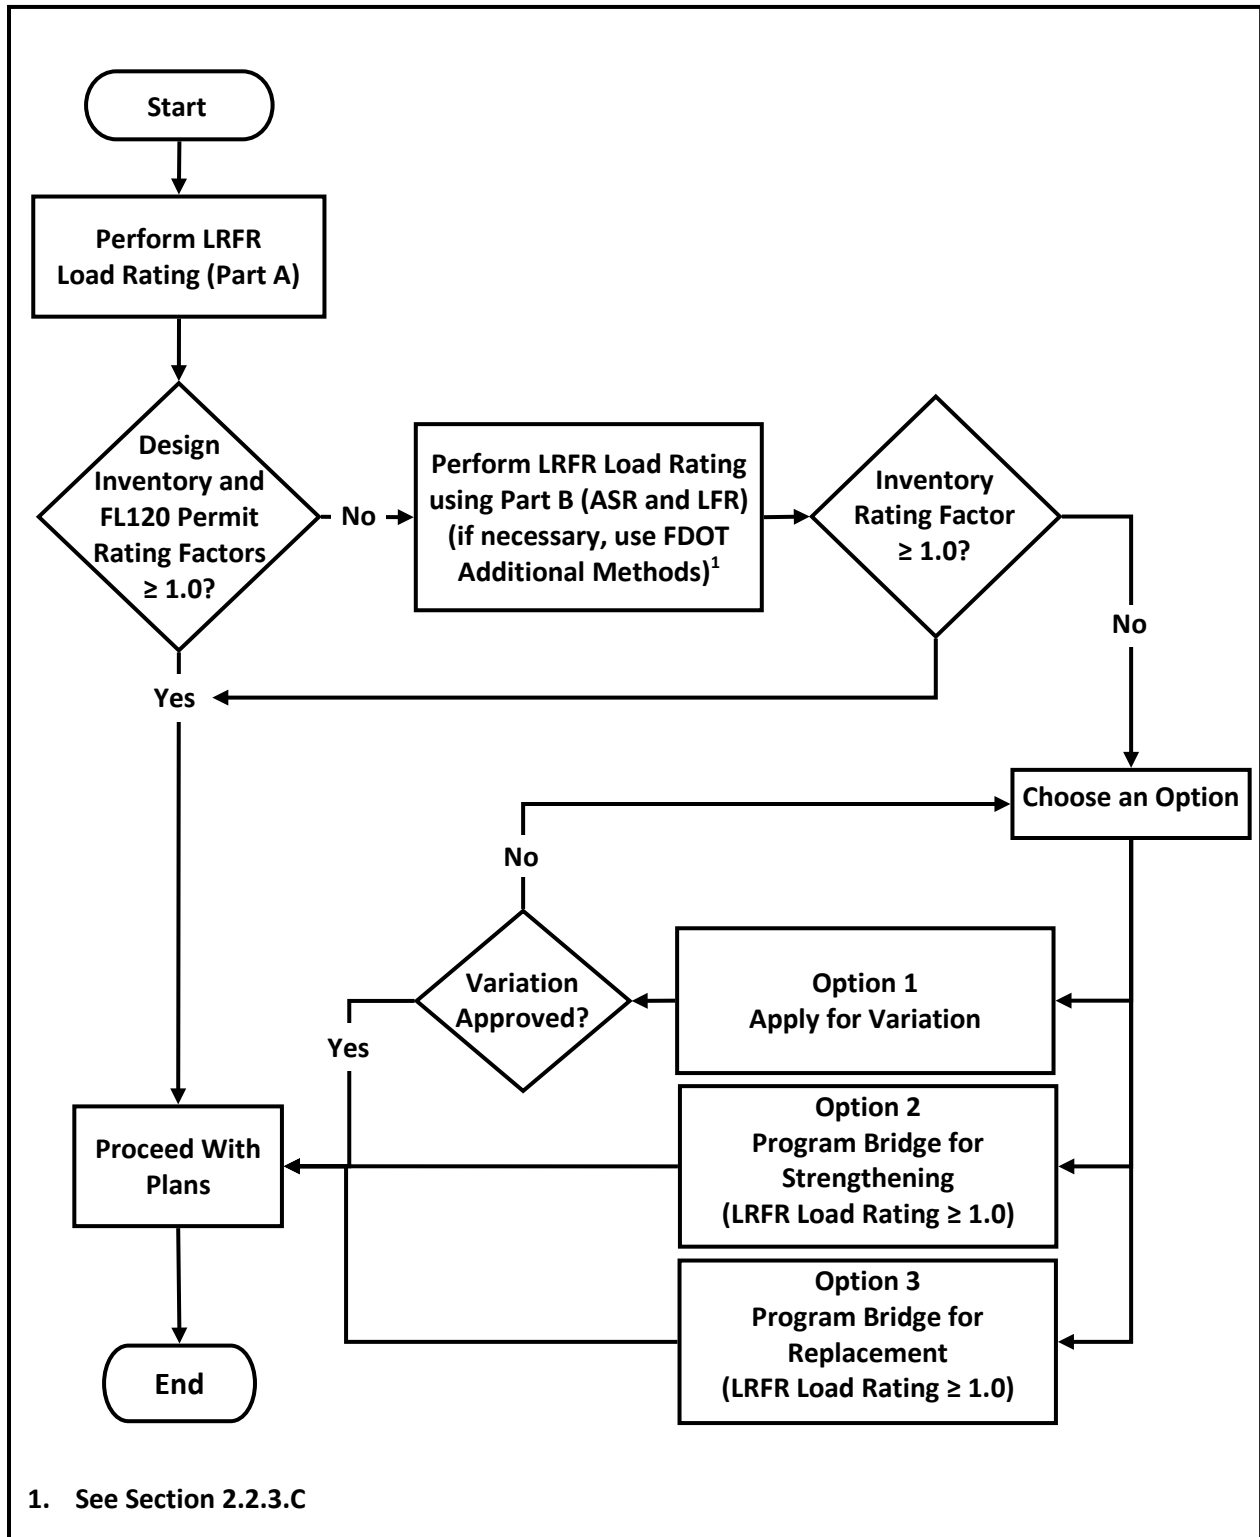 Start
Perform LRFR
Load Rating (Part A)
Design
Inventory and
FL120 Permit
Rating Factors
≥ 1.0?
No
Perform LRFR Load Rating
using Part B (ASR and LFR)
(if necessary, use FDOT
Additional Methods)1
Inventory
Rating Factor
≥ 1.0?
No
Yes
Choose an Option
No
Variation
Approved?
Yes
Option 1
Apply for Variation
Option 2
Program Bridge for
Strengthening
(LRFR Load Rating ≥ 1.0)
Option 3
Program Bridge for
Replacement
(LRFR Load Rating ≥ 1.0)
Proceed With
Plans
End
1. See Section 2.2.3.C